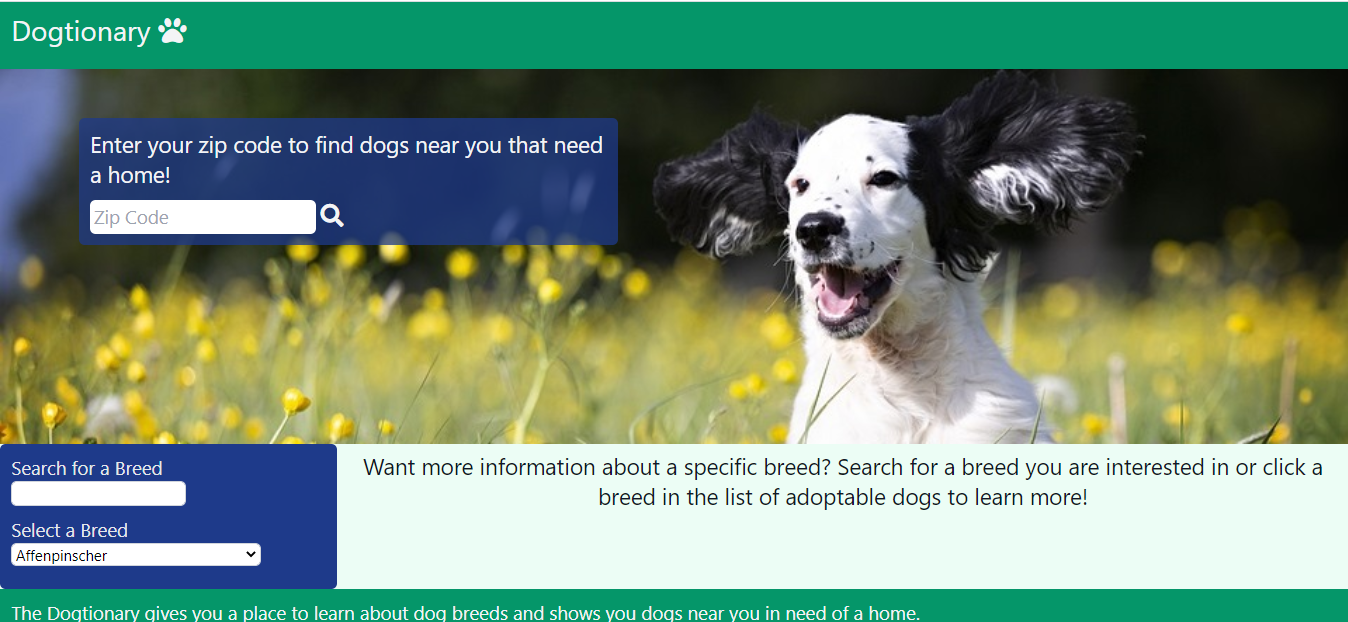 Dogtionary
Enter your zip code to find dogs near you that need
a home!
Zip Code
Search for a Breed
Want more information about a specific breed? Search for a breed you are interested in or click a
breed in the list of adoptable dogs to learn more!
Select a Breed
Affenpinscher
The Dogtionary gives you a place to learn about dog breeds and shows you dogs near you in need of a home.